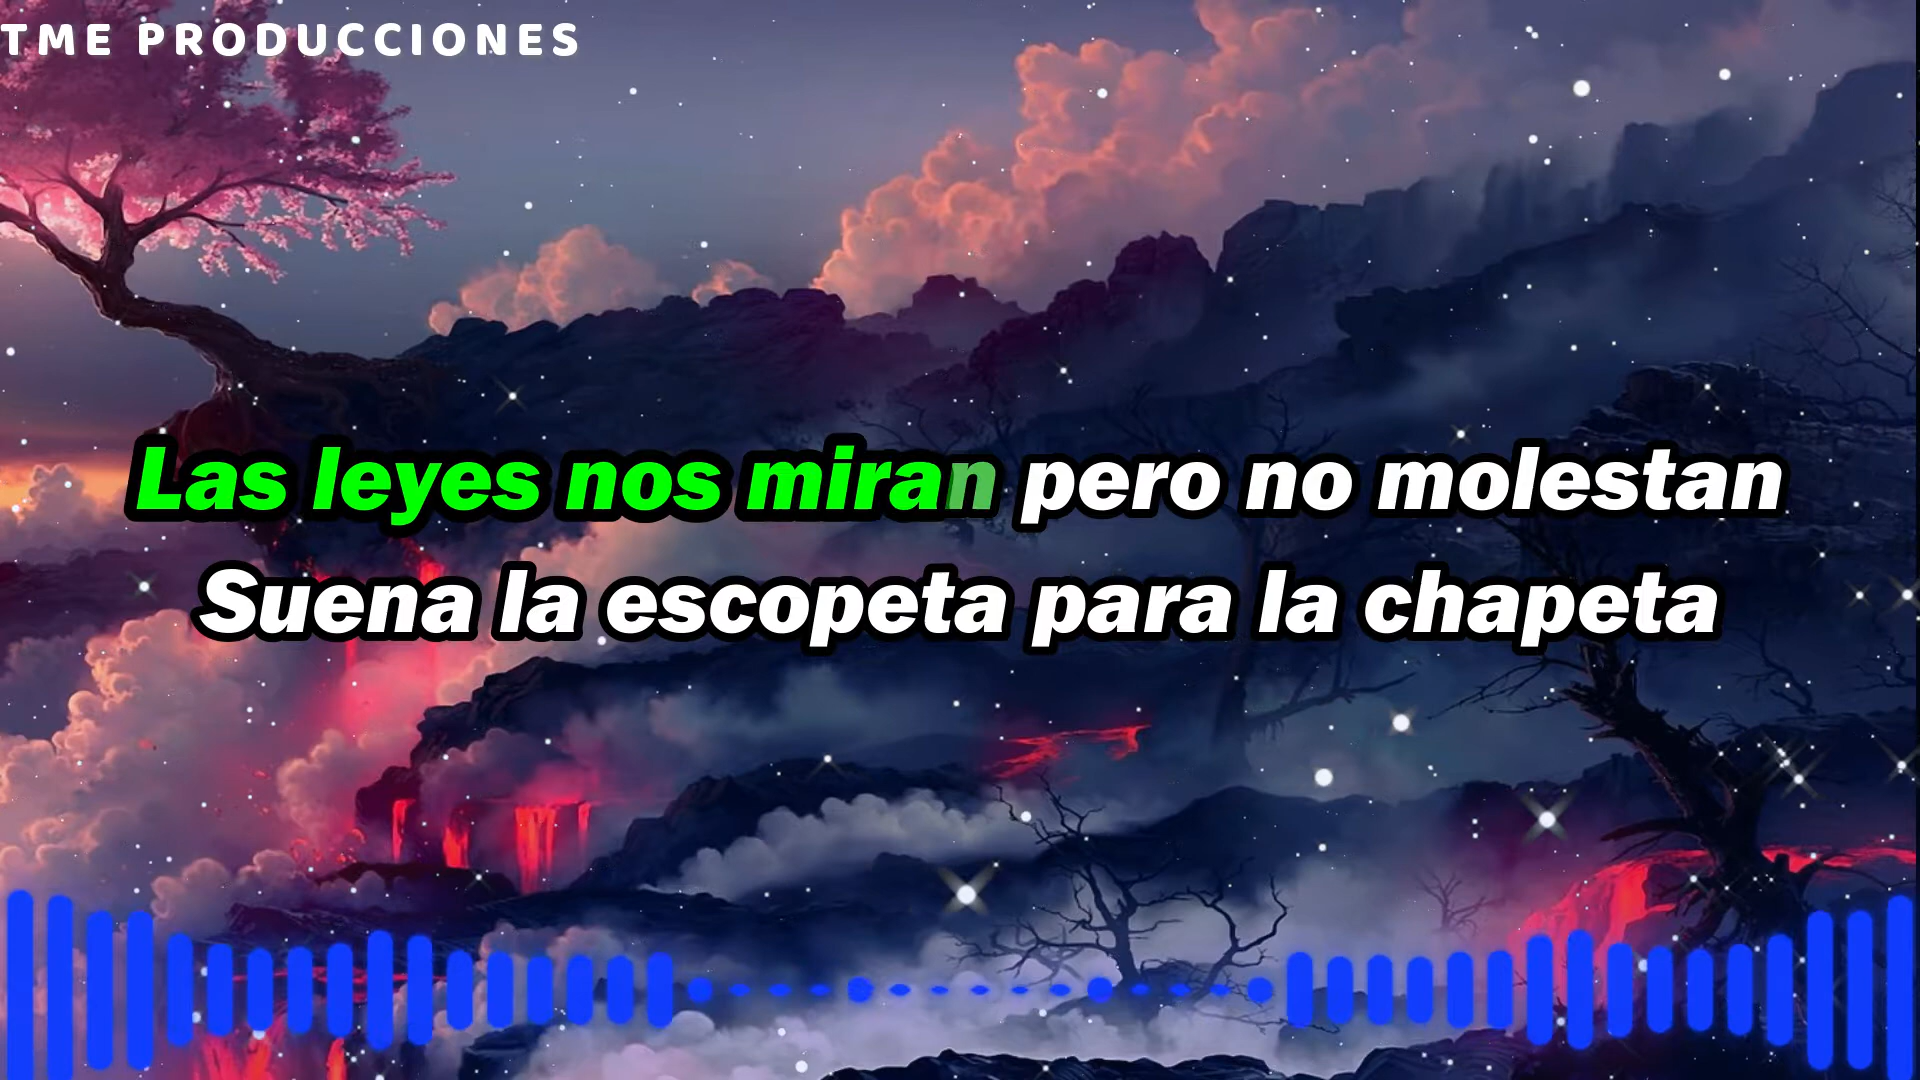 TME PRODUCCIONES
Las leyes nos miran pero no molestan
Suena la escopeta para la chapeta